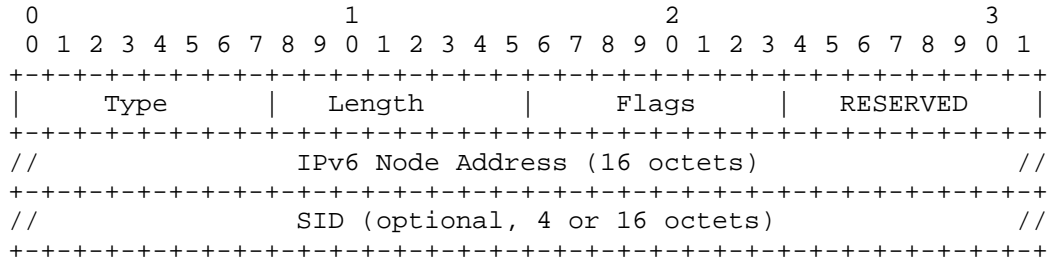 0                   1                   2                   3
 0 1 2 3 4 5 6 7 8 9 0 1 2 3 4 5 6 7 8 9 0 1 2 3 4 5 6 7 8 9 0 1
+-+-+-+-+-+-+-+-+-+-+-+-+-+-+-+-+-+-+-+-+-+-+-+-+-+-+-+-+-+-+-+-+
|     Type      |   Length      |     Flags     |   RESERVED    |
+-+-+-+-+-+-+-+-+-+-+-+-+-+-+-+-+-+-+-+-+-+-+-+-+-+-+-+-+-+-+-+-+
//                IPv6 Node Address (16 octets)                //
+-+-+-+-+-+-+-+-+-+-+-+-+-+-+-+-+-+-+-+-+-+-+-+-+-+-+-+-+-+-+-+-+
//                SID (optional, 4 or 16 octets)               //
+-+-+-+-+-+-+-+-+-+-+-+-+-+-+-+-+-+-+-+-+-+-+-+-+-+-+-+-+-+-+-+-+